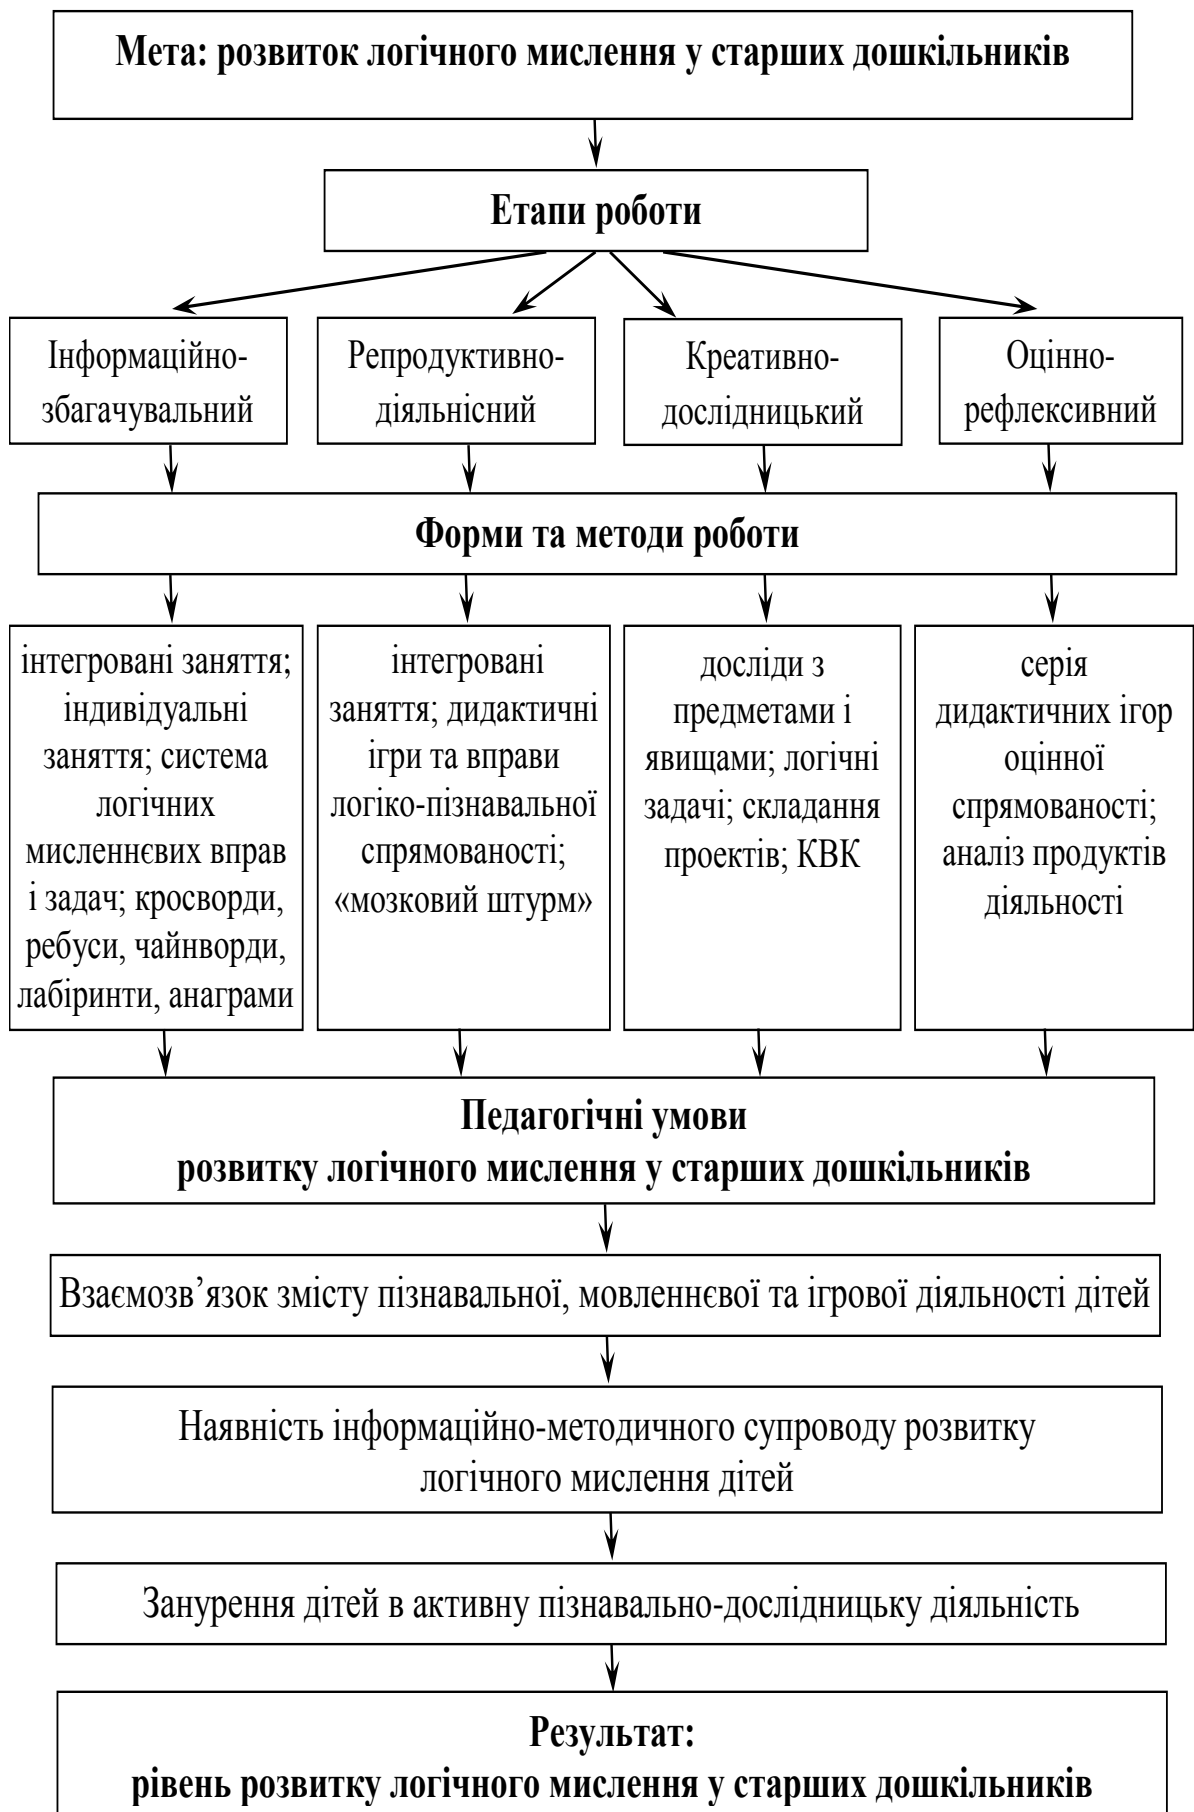 Мета: розвиток логічного мислення у старших дошкільників
Етапи роботи
Інформаційно-
збагачувальний
Репродуктивно-
діяльнісний
Креативно-
дослідницький
Оцінно-
рефлексивний
Форми та методи роботи
інтегровані заняття;
індивідуальні
заняття; система
логічних
мисленнєвих вправ
і задач; кросворди,
ребуси, чайнворди,
лабіринти, анаграми
інтегровані
заняття; дидактичні
ігри та вправи
логіко-пізнавальної
спрямованості;
«мозковий штурм»
досліди з
предметами і
явищами; логічні
задачі; складання
проектів; КВК
серія
дидактичних ігор
оцінної
спрямованості;
аналіз продуктів
діяльності
Педагогічні умови
розвитку логічного мислення у старших дошкільників
Взаємозв’язок змісту пізнавальної, мовленнєвої та ігрової діяльності дітей
Наявність інформаційно-методичного супроводу розвитку
логічного мислення дітей
Занурення дітей в активну пізнавально-дослідницьку діяльність
Результат:
рівень розвитку логічного мислення у старших дошкільників